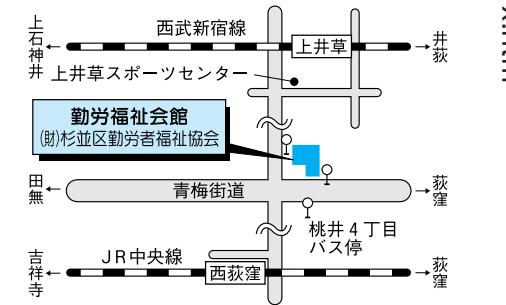 西武新宿線
上石神井
上井草
井荻
上井草スポーツセンター
勤労福祉会館
(財)杉並区勤労者福祉協会
田無
青梅街道
荻窪
桃井4丁目
バス停
吉祥寺
JR中央線
西荻窪
荻窪